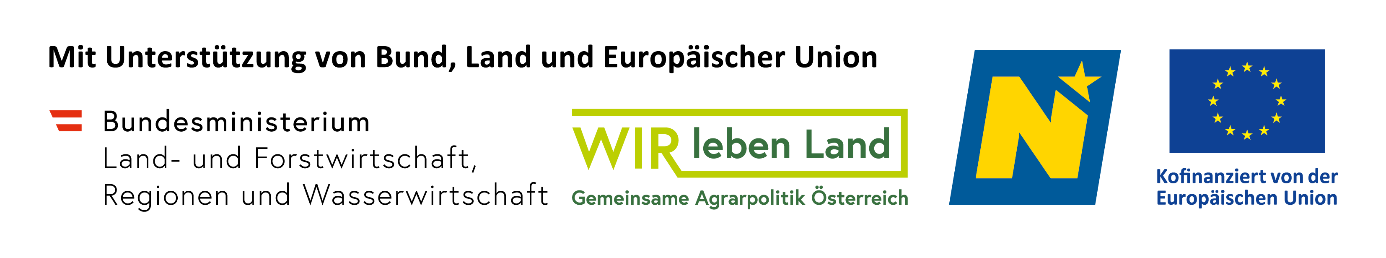 Mit Unterstützung von Bund, Land und Europäischer Union
Bundesministerium
Land- und Forstwirtschaft,
Regionen und Wasserwirtschaft
WIR leben Land
Gemeinsame Agrarpolitik Österreich
N
Kofinanziert von der
Europäischen Union